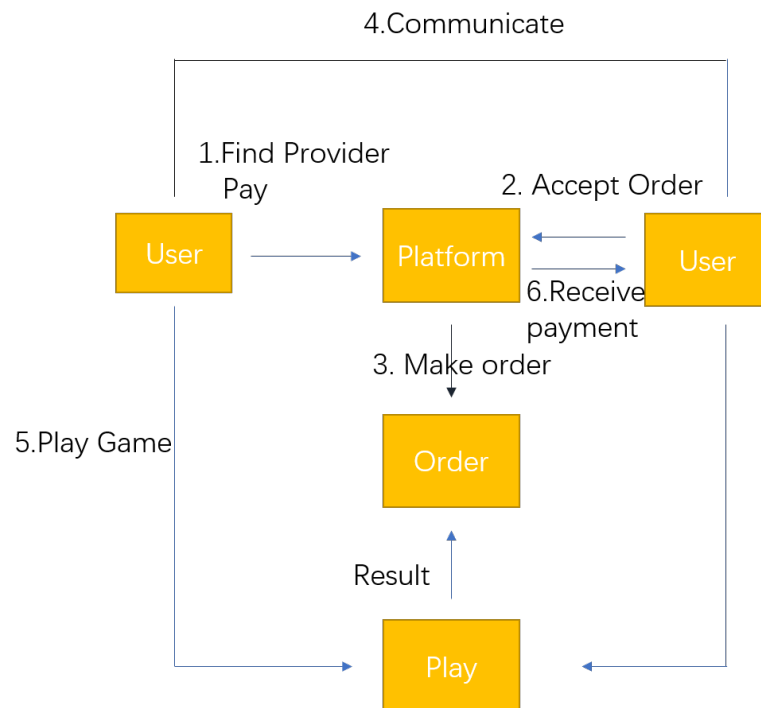 4.Communicate
1.Find Provider
Pay
2. Accept Order
User
Platform
User
6.Receive
payment
3. Make order
5.Play Game
Order
Result
Play